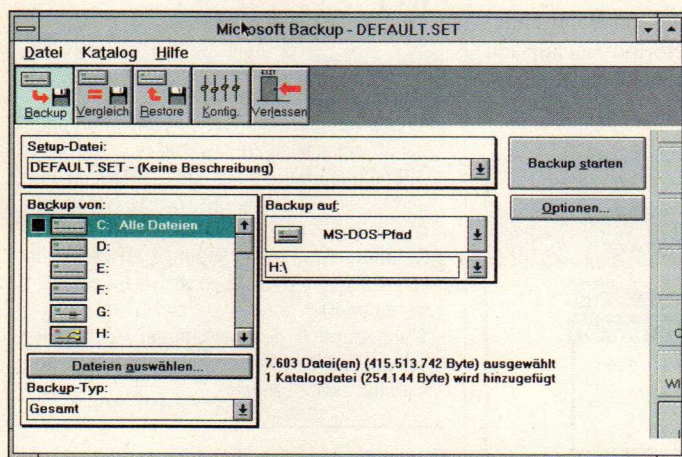 Microsoft Backup - DEFAULT.SET
Datei Katalog Hilfe
EXIT
Backup Vergleich Restore Konfig. Verlassen
Setup-Datei:
DEFAULT.SET - (Keine Beschreibung)
Backup starten
Backup von:
Backup auf:
Optionen...
C: Alle Dateien
MS-DOS-Pfad
D:
E:
H:\
F:
G:
H:
Dateien auswählen...
7.603 Datei(en) (415.513.742 Byte) ausgewählt
1 Katalogdatei (254.144 Byte) wird hinzugefügt
Backup-Typ:
Gesamt